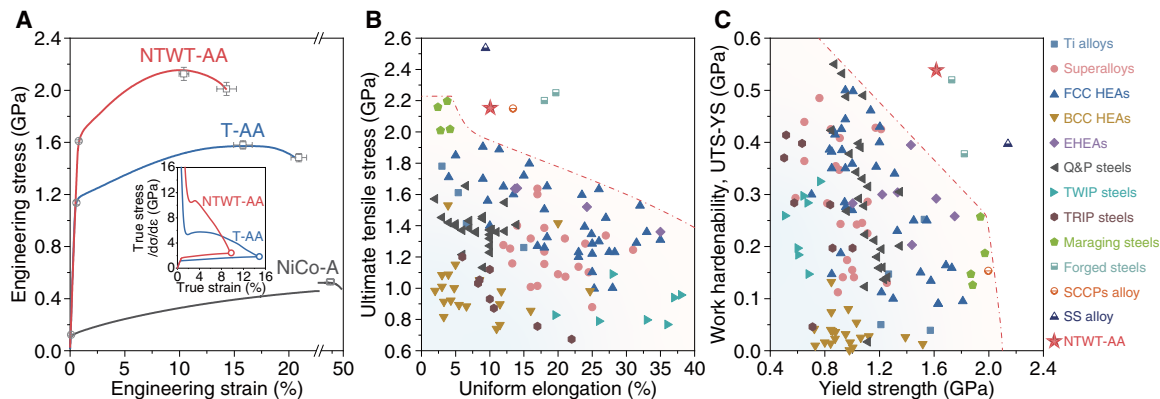 A
Engineering stress (GPa)
2.4
2.0
1.6
1.2
0.8
0.4
0.0
NTWT-AA
T-AA
NiCo-A
0
5
10
15
20
50
Engineering strain (%)
True stress
/dσ/dε (GPa)
16
12
8
4
0
NTWT-AA
T-AA
0
4
8
12
16
True strain (%)
B
Ultimate tensile stress (GPa)
2.6
2.4
2.2
2.0
1.8
1.6
1.4
1.2
1.0
0.8
0.6
0
5
10
15
20
25
30
35
40
Uniform elongation (%)
C
Work hardenability, UTS-YS (GPa)
0.6
0.5
0.4
0.3
0.2
0.1
0.0
0.4
0.8
1.2
1.6
2.0
2.4
Yield strength (GPa)
Ti alloys
Superalloys
FCC HEAs
BCC HEAs
EHEAs
Q&P steels
TWIP steels
TRIP steels
Maraging steels
Forged steels
SCCPs alloy
SS alloy
NTWT-AA